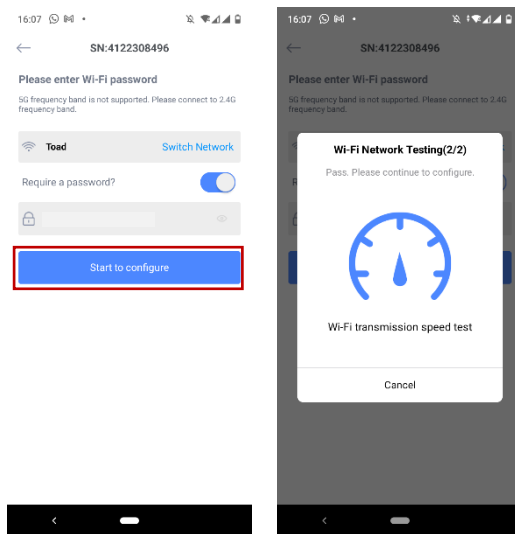 16:07
SN:4122308496
Please enter Wi-Fi password
5G frequency band is not supported. Please connect to 2.4G
frequency band.
Toad Switch Network
Require a password?
Start to configure
16:07
SN:4122308496
Please enter Wi-Fi password
5G frequency band is not supported. Please connect to 2.4G
frequency band.
Wi-Fi Network Testing(2/2)
Pass. Please continue to configure.
R
Wi-Fi transmission speed test
Cancel